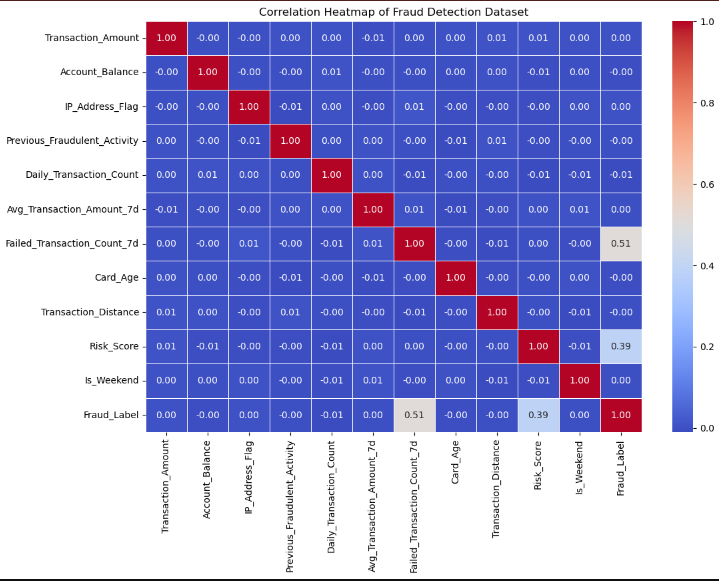 Correlation Heatmap of Fraud Detection Dataset
Transaction_Amount 1.00 -0.00 -0.00 0.00 0.00 -0.01 0.00 0.00 0.01 0.01 0.00 0.00
Account_Balance -0.00 1.00 -0.00 -0.00 0.01 -0.00 -0.00 0.00 0.00 -0.01 0.00 -0.00
IP_Address_Flag -0.00 -0.00 1.00 -0.01 0.00 -0.00 0.01 0.00 -0.00 -0.00 0.00 0.00
Previous_Fraudulent_Activity 0.00 -0.00 -0.01 1.00 0.00 0.00 -0.00 -0.01 0.01 -0.00 -0.00 -0.00
Daily_Transaction_Count 0.00 0.01 0.00 0.00 1.00 0.00 -0.01 -0.00 -0.00 -0.01 -0.01 -0.01
Avg_Transaction_Amount_7d -0.01 -0.00 -0.00 0.00 0.00 1.00 0.01 -0.01 -0.00 0.00 0.01 0.00
Failed_Transaction_Count_7d 0.00 -0.00 0.01 -0.00 -0.01 0.01 1.00 -0.00 -0.01 0.00 -0.00 0.51
Card_Age 0.00 0.00 0.00 -0.01 -0.00 -0.01 -0.00 1.00 -0.00 -0.00 0.00 -0.00
Transaction_Distance 0.01 0.00 -0.00 0.01 -0.00 -0.00 -0.01 -0.00 1.00 -0.00 -0.01 -0.00
Risk_Score 0.01 -0.01 -0.00 -0.00 -0.01 0.00 0.00 -0.00 -0.00 1.00 -0.01 0.39
Is_Weekend 0.00 0.00 0.00 -0.00 -0.01 0.01 -0.00 0.00 -0.01 -0.01 1.00 0.00
Fraud_Label 0.00 -0.00 0.00 -0.00 -0.01 0.00 0.51 -0.00 -0.00 0.39 0.00 1.00
Transaction_Amount
Account_Balance
IP_Address_Flag
Previous_Fraudulent_Activity
Daily_Transaction_Count
Avg_Transaction_Amount_7d
Failed_Transaction_Count_7d
Card_Age
Transaction_Distance
Risk_Score
Is_Weekend
Fraud_Label
1.0
0.8
0.6
0.4
0.2
0.0